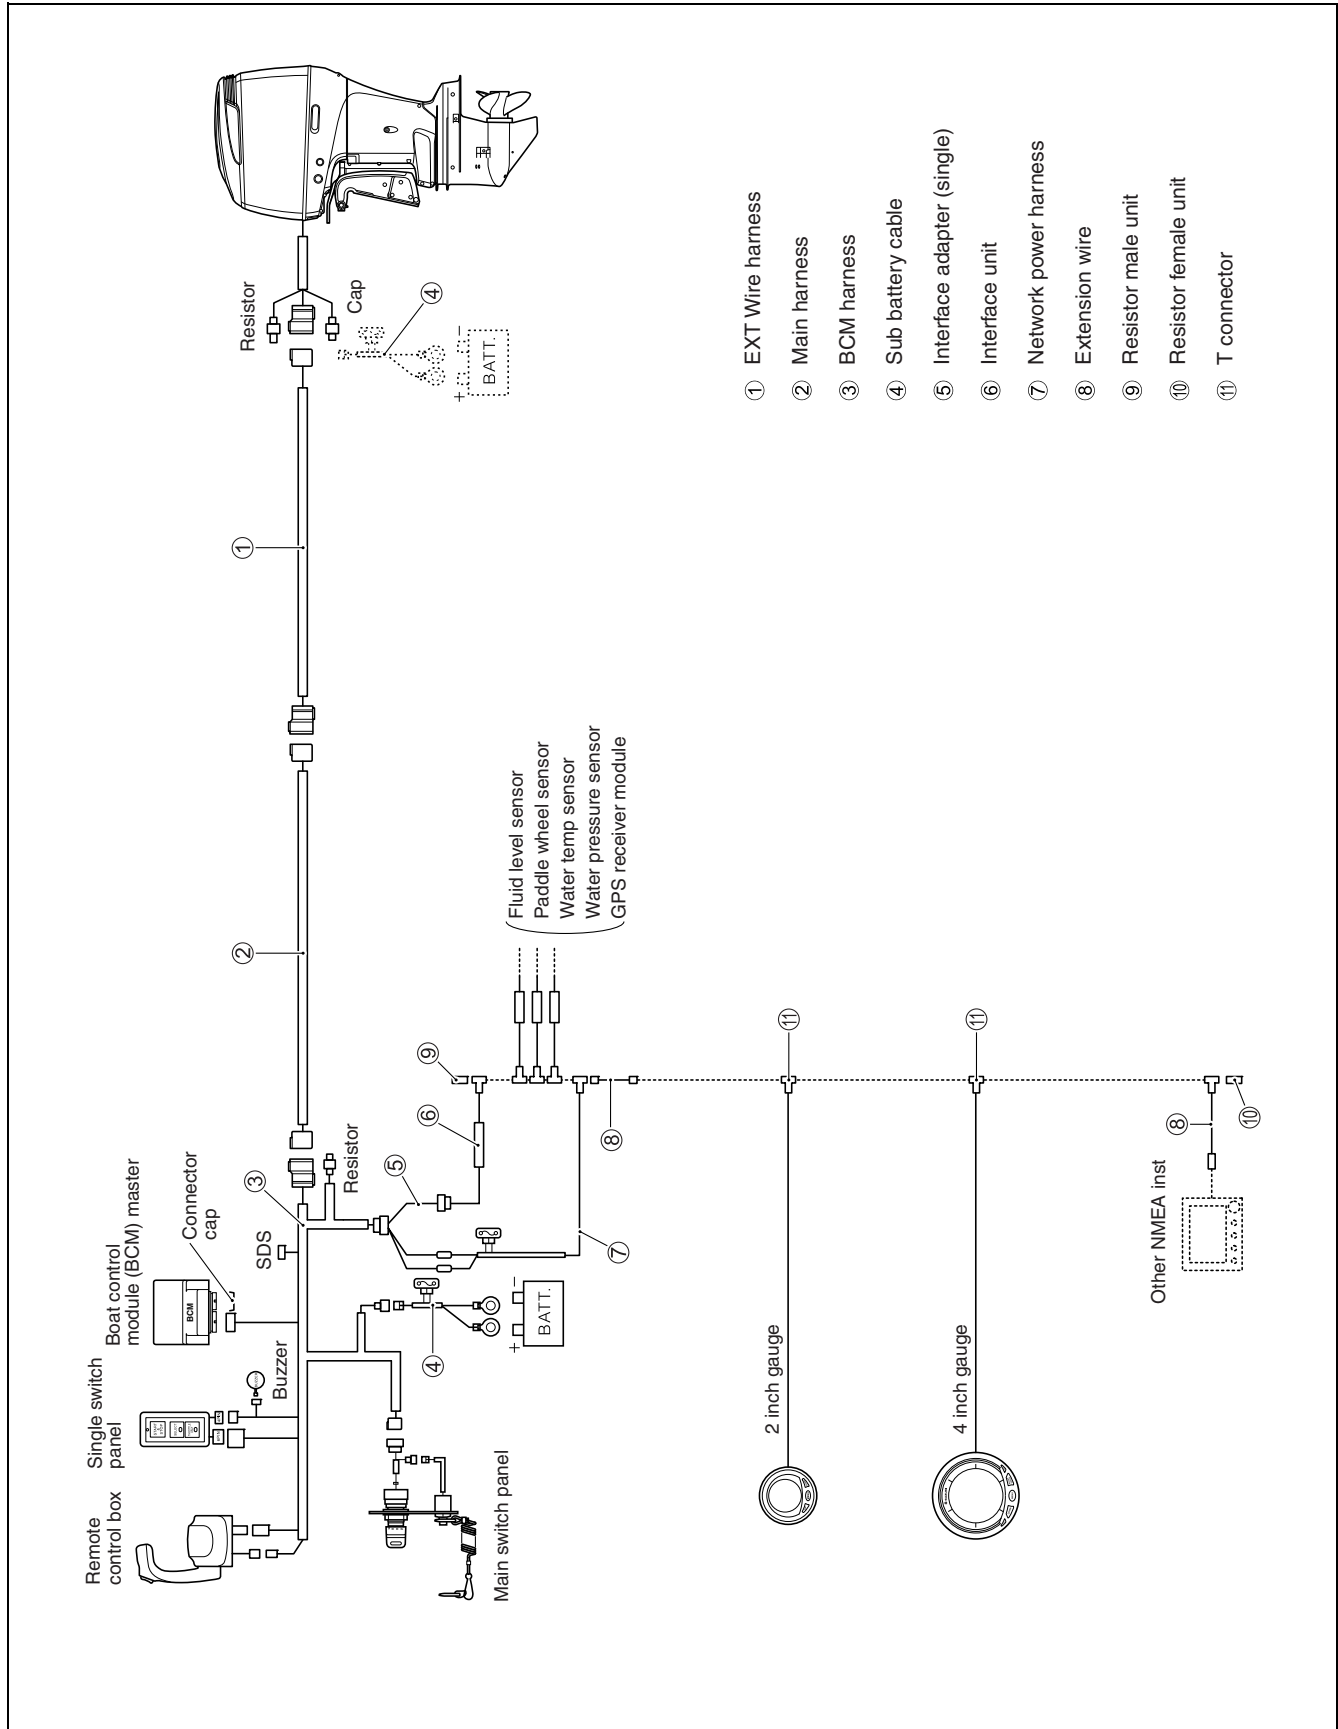 Remote
control box
Single switch
panel
START
STOP
Buzzer
Boat control
module (BCM) master
BCM
Connector
cap
SDS
③
Resistor
②
①
Resistor
Cap
④
+
−
BATT.
Main switch panel
④
+
−
BATT.
⑤
⑥
⑦
⑨
⑧
Fluid level sensor
Paddle wheel sensor
Water temp sensor
Water pressure sensor
GPS receiver module
2 inch gauge
⑪
4 inch gauge
⑪
Other NMEA inst
⑧
⑩
① EXT Wire harness
② Main harness
③ BCM harness
④ Sub battery cable
⑤ Interface adapter (single)
⑥ Interface unit
⑦ Network power harness
⑧ Extension wire
⑨ Resistor male unit
⑩ Resistor female unit
⑪ T connector